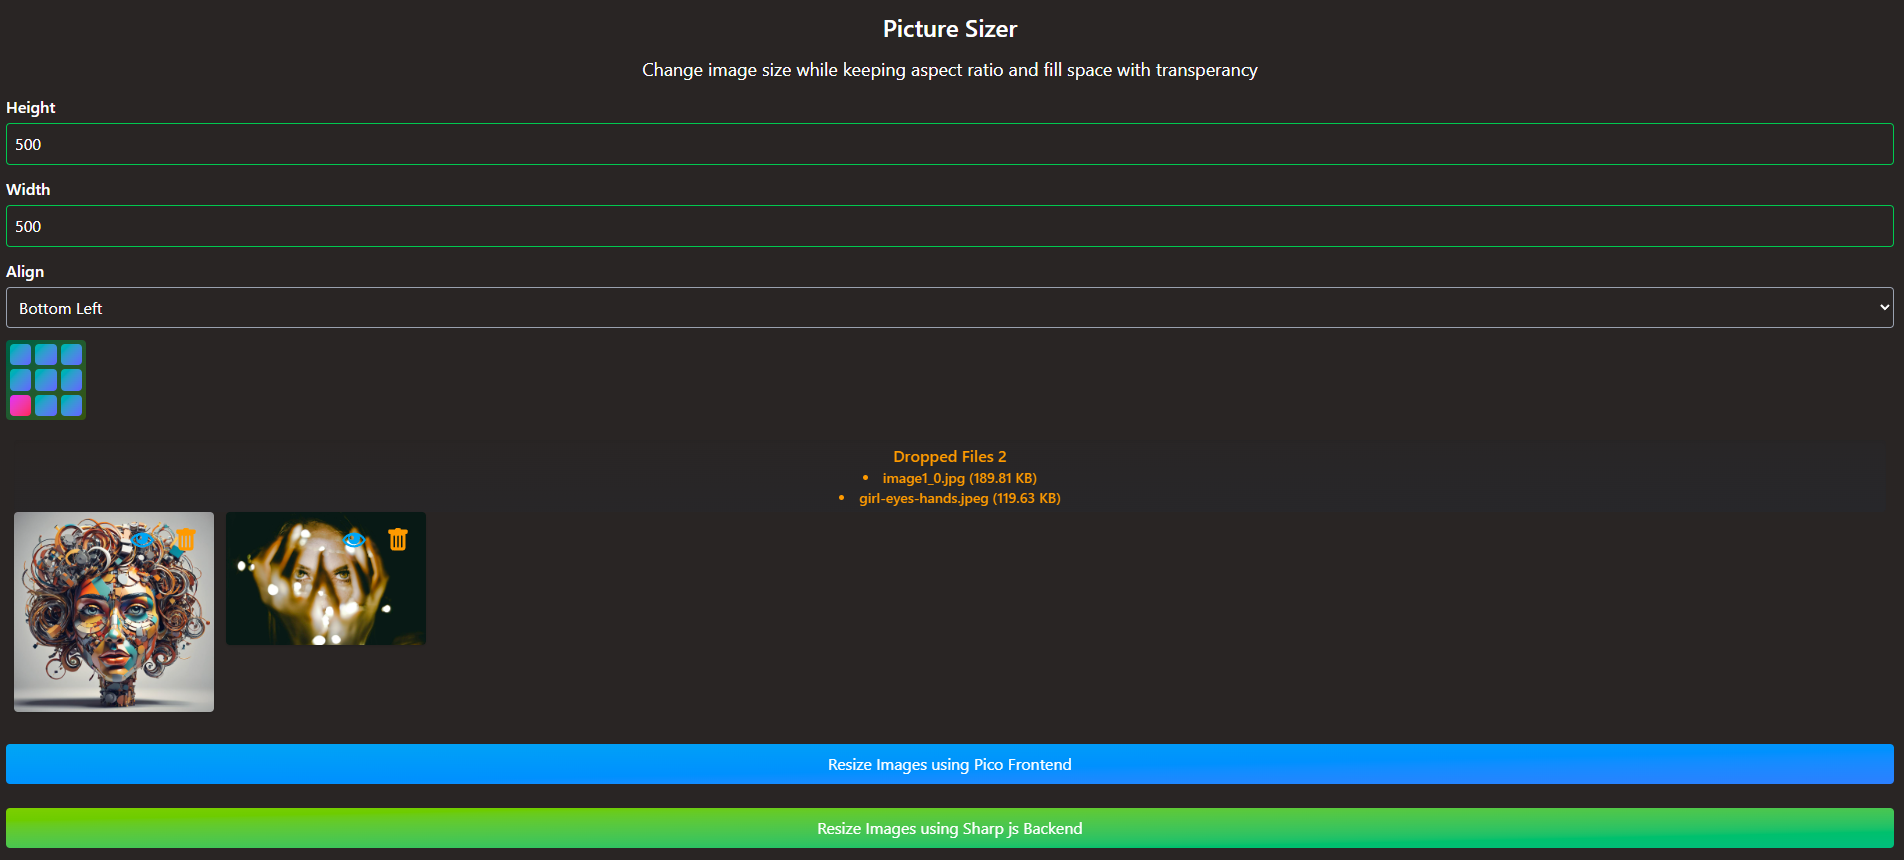 Picture Sizer
Change image size while keeping aspect ratio and fill space with transperancy
Height
500
Width
500
Align
Bottom Left
Dropped Files 2
image1_0.jpg (189.81 KB)
girl-eyes-hands.jpeg (119.63 KB)
Resize Images using Pico Frontend
Resize Images using Sharp js Backend